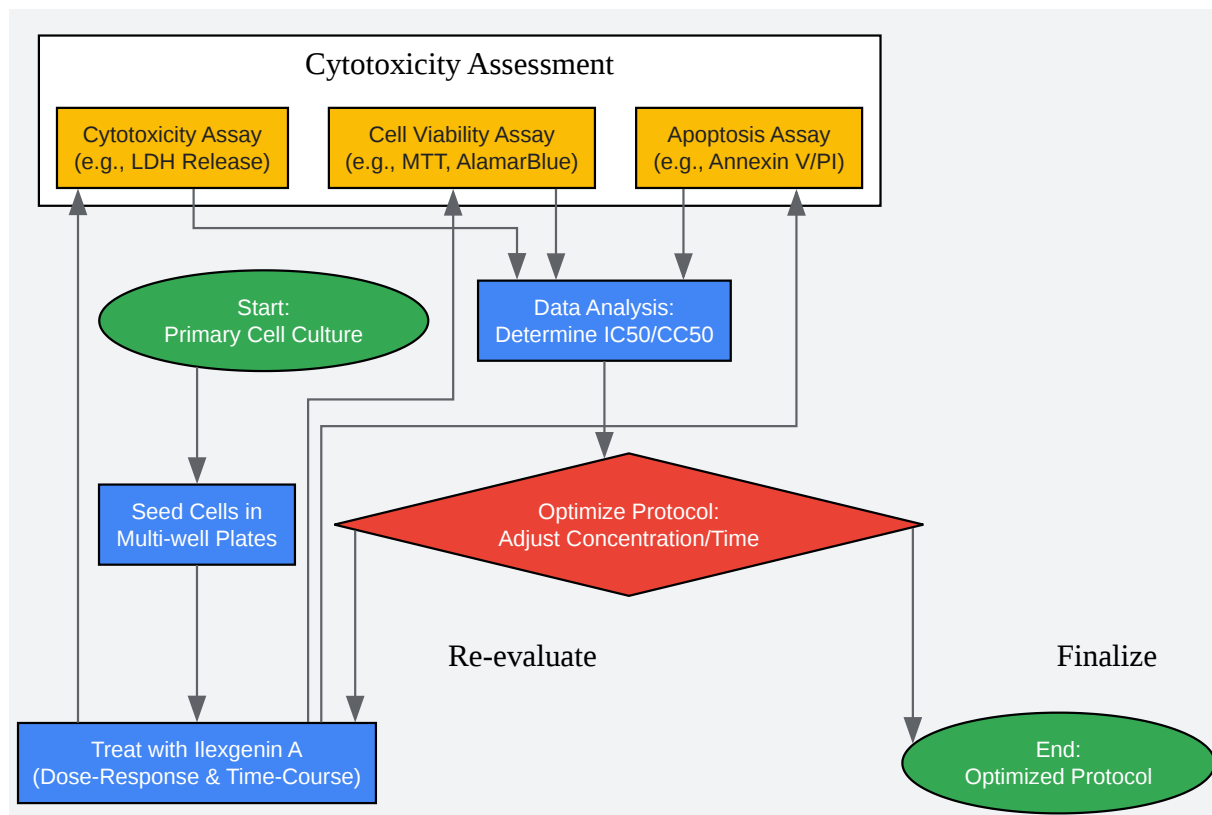 Cytotoxicity Assessment
Cytotoxicity Assay
(e.g., LDH Release)
Cell Viability Assay
(e.g., MTT, AlamarBlue)
Apoptosis Assay
(e.g., Annexin V/PI)
Start:
Primary Cell Culture
Data Analysis:
Determine IC50/CC50
Seed Cells in
Multi-well Plates
Optimize Protocol:
Adjust Concentration/Time
Re-evaluate
Finalize
Treat with Ilexgenin A
(Dose-Response & Time-Course)
End:
Optimized Protocol